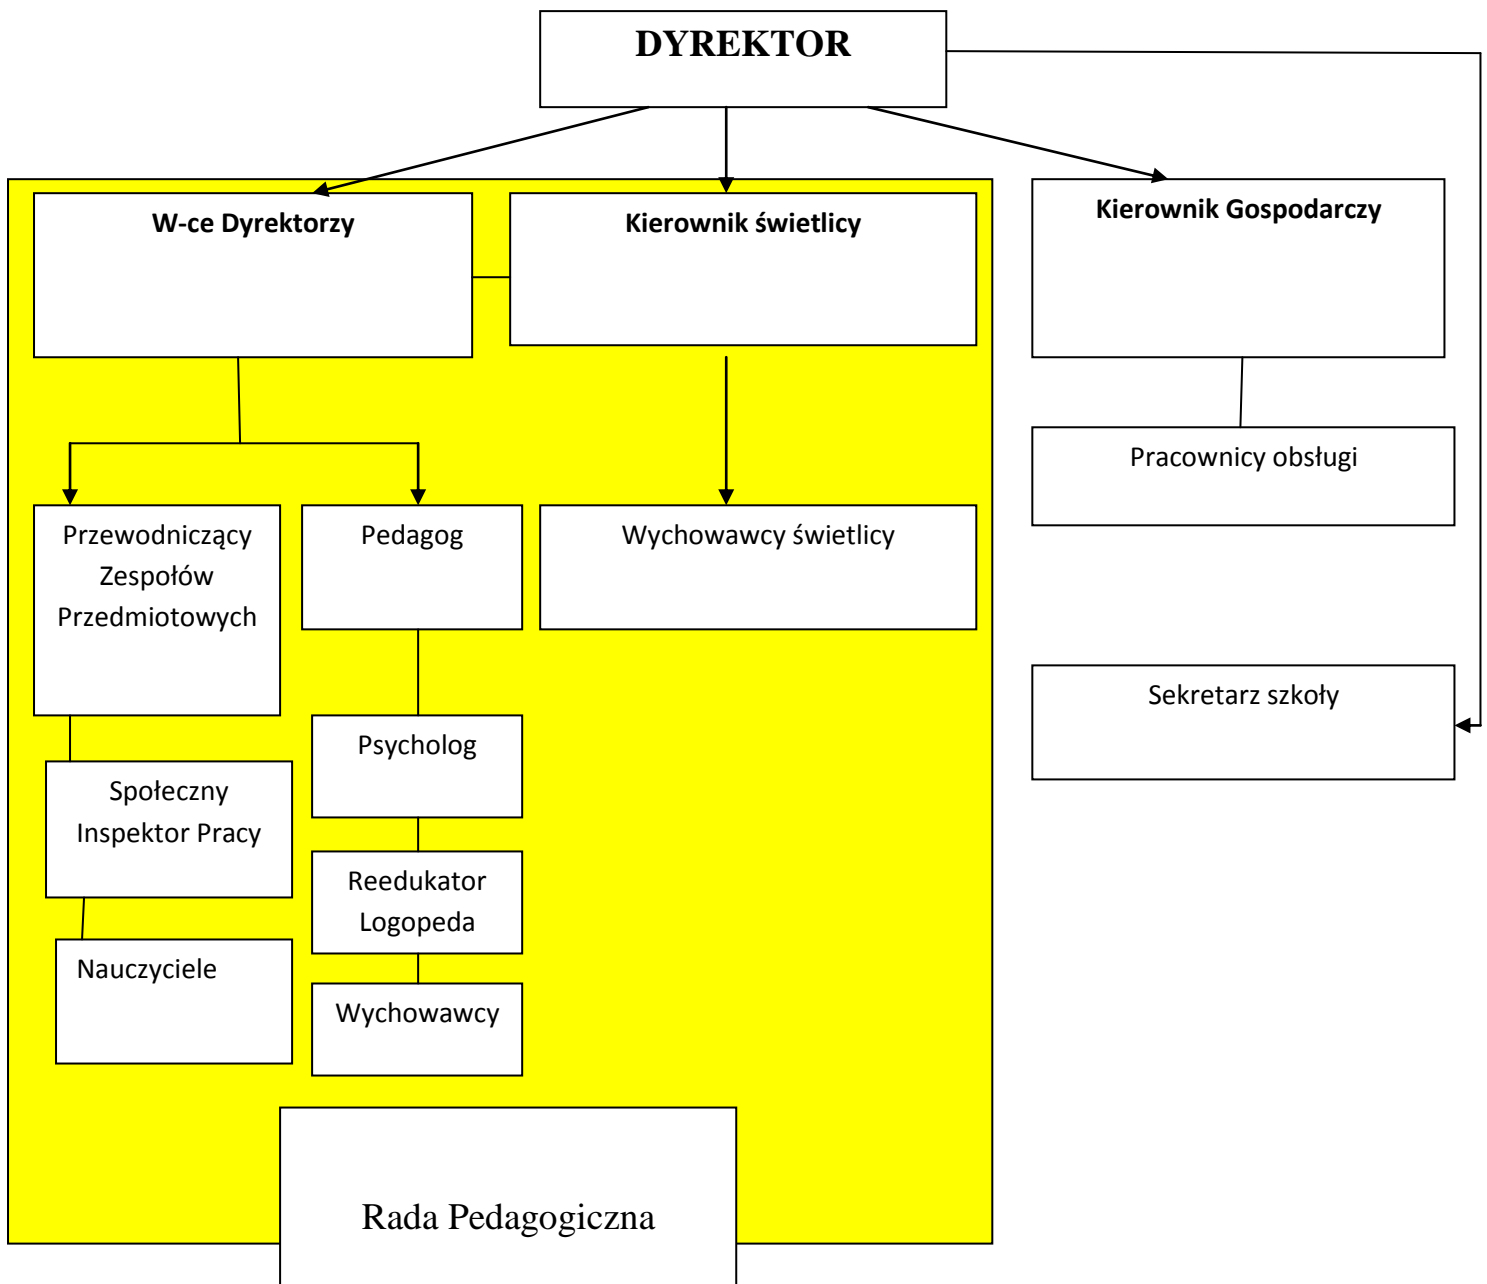 DYREKTOR
W-ce Dyrektorzy
Kierownik świetlicy
Kierownik Gospodarczy
Pracownicy obsługi
Przewodniczący
Zespołów
Przedmiotowych
Pedagog
Wychowawcy świetlicy
Sekretarz szkoły
Psycholog
Społeczny
Inspektor Pracy
Reedukator
Logopeda
Nauczyciele
Wychowawcy
Rada Pedagogiczna